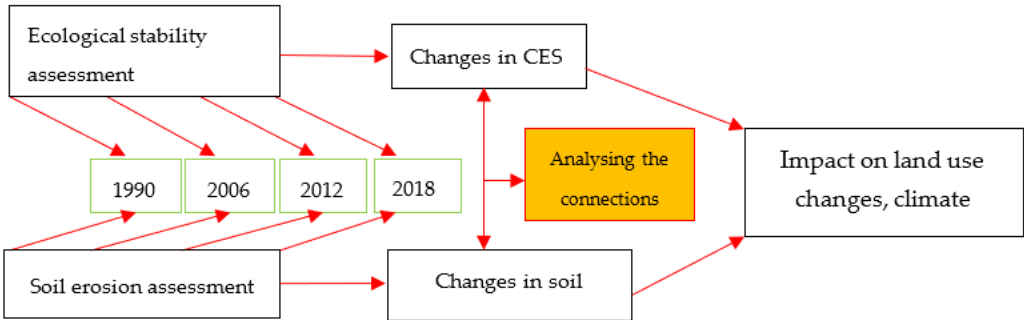 Ecological stability
assessment
Changes in CES
1990
2006
2012
2018
Analysing the
connections
Impact on land use
changes, climate
Soil erosion assessment
Changes in soil